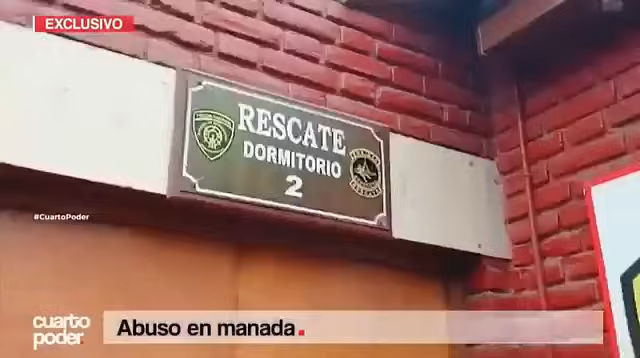 EXCLUSIVO
RESCATE
DORMITORIO
2
#CuartoPoder
cuarto
poder
Abuso en manada